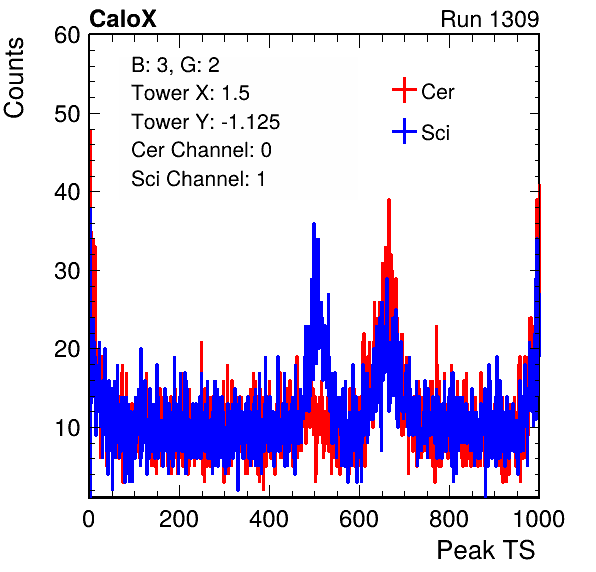 CaloX Run 1309
Counts
60
50
40
30
20
10
B: 3, G: 2
Tower X: 1.5
Tower Y: -1.125
Cer Channel: 0
Sci Channel: 1
Cer
Sci
0 200 400 600 800 1000
Peak TS